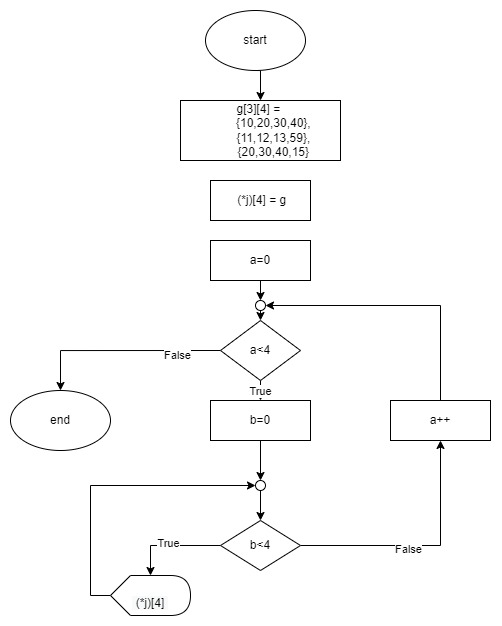 start
g[3][4] =
{10,20,30,40},
{11,12,13,59},
{20,30,40,15}
(*j)[4] = g
a=0
a<4
False
True
end
b=0
a++
b<4
True
False
(*j)[4]